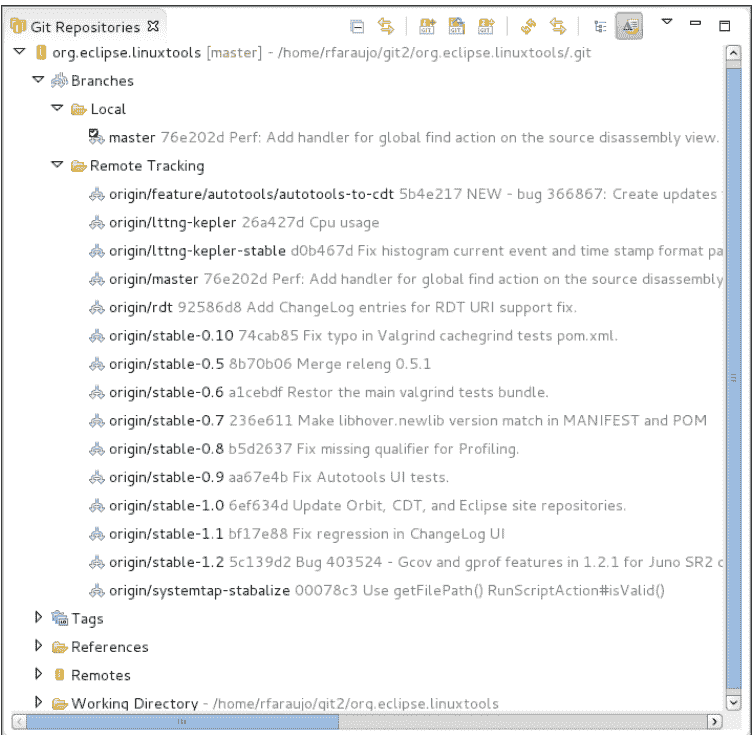 Git Repositories
org.eclipse.linuxtools [master] - /home/rfaraujo/git2/org.eclipse.linuxtools/.git
Branches
Local
master 76e202d Perf: Add handler for global find action on the source disassembly view.
Remote Tracking
origin/feature/autotools/autotools-to-cdt 5b4e217 NEW - bug 366867: Create updates
origin/lttng-kepler 26a427d Cpu usage
origin/lttng-kepler-stable d0b467d Fix histogram current event and time stamp format pa
origin/master 76e202d Perf: Add handler for global find action on the source disassembly
origin/rdt 92586d8 Add ChangeLog entries for RDT URI support fix.
origin/stable-0.10 74cab85 Fix typo in Valgrind cachegrind tests pom.xml.
origin/stable-0.5 8b70b06 Merge releng 0.5.1
origin/stable-0.6 a1cebdf Restor the main valgrind tests bundle.
origin/stable-0.7 236e611 Make libhover.newlib version match in MANIFEST and POM
origin/stable-0.8 b5d2637 Fix missing qualifier for Profiling.
origin/stable-0.9 aa67e4b Fix Autotools UI tests.
origin/stable-1.0 6ef634d Update Orbit, CDT, and Eclipse site repositories.
origin/stable-1.1 bf17e88 Fix regression in ChangeLog UI
origin/stable-1.2 5c139d2 Bug 403524 - Gcov and gprof features in 1.2.1 for Juno SR2 c
origin/systemtap-stabalize 00078c3 Use getFilePath() RunScriptAction#isValid()
Tags
References
Remotes
Working Directory - /home/rfaraujo/git2/org.eclipse.linuxtools